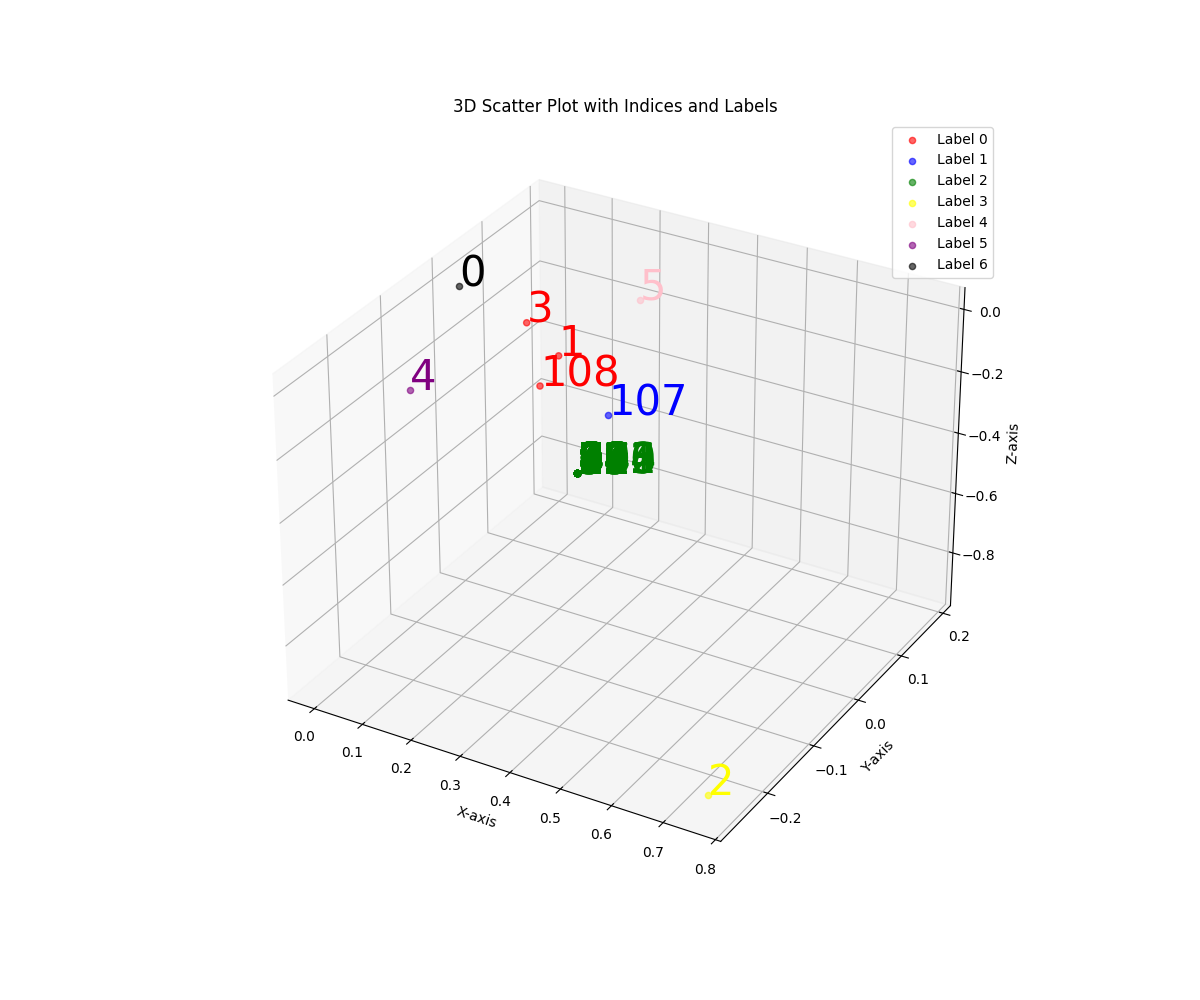 3D Scatter Plot with Indices and Labels
Label 0
Label 1
Label 2
Label 3
Label 4
Label 5
Label 6
0
5
3
1
108
4
107
2
0.0
−0.2
−0.4
−0.6
−0.8
Z-axis
0.2
0.1
0.0
−0.1
−0.2
Y-axis
0.0
0.1
0.2
0.3
0.4
0.5
0.6
0.7
0.8
X-axis